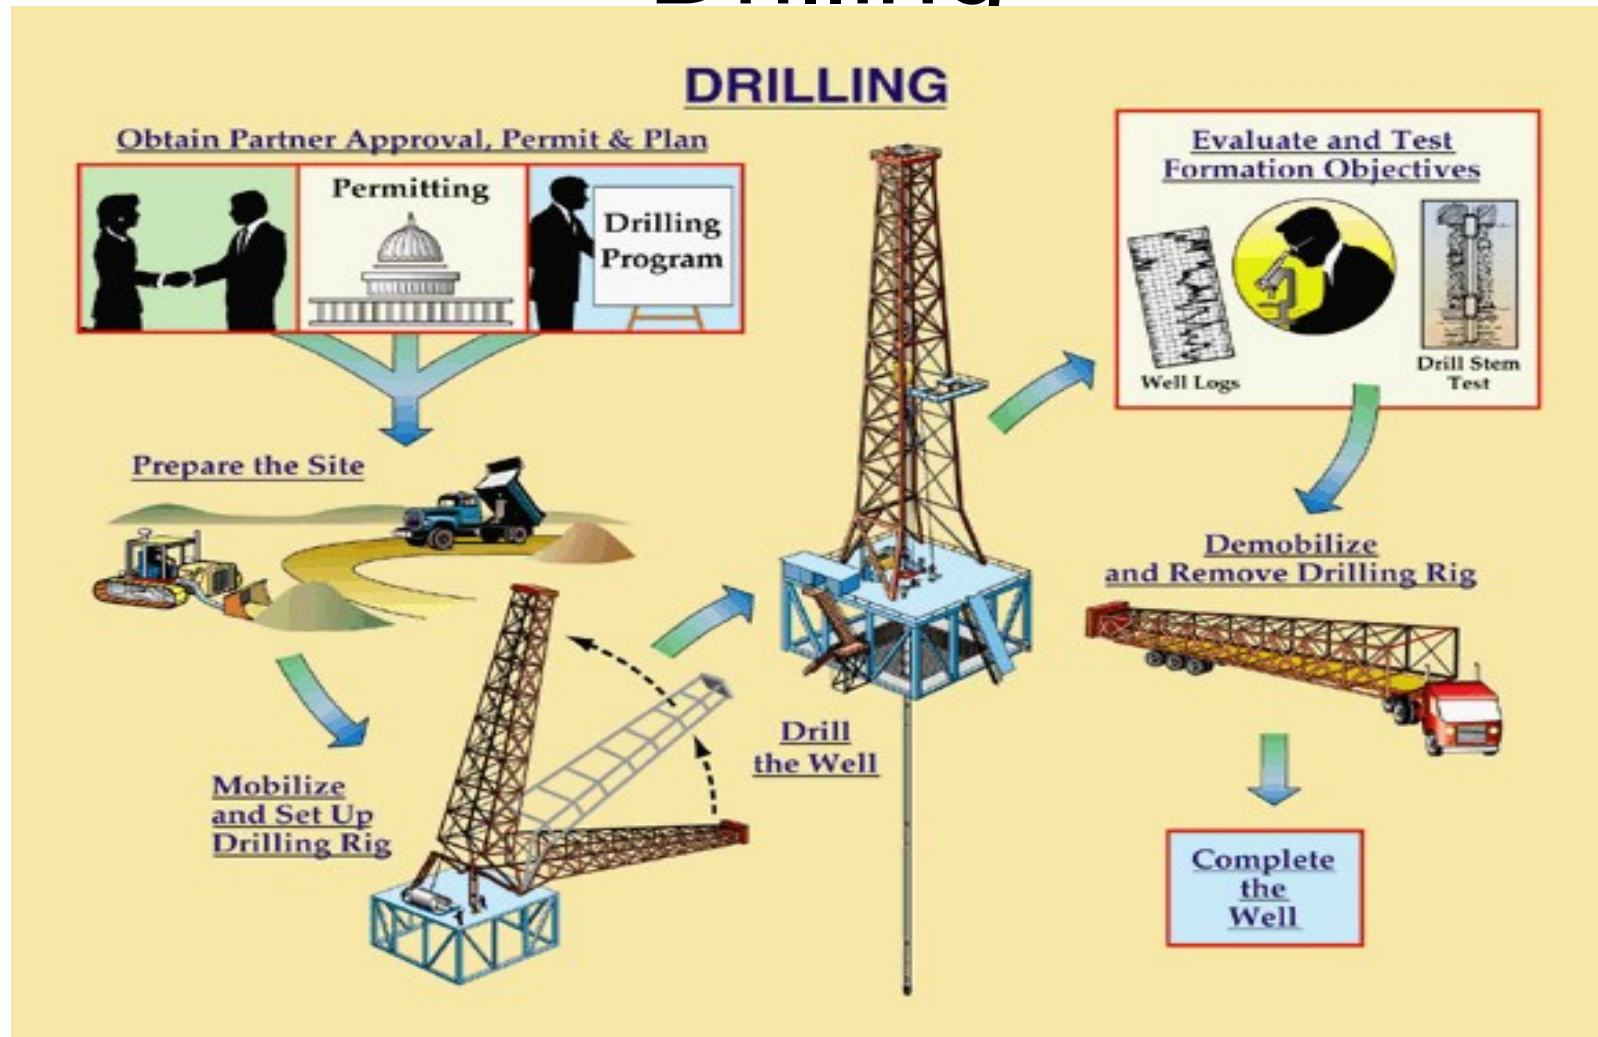 Drilling
DRILLING
Obtain Partner Approval, Permit & Plan
Permitting
Drilling
Program
Prepare the Site
Mobilize
and Set Up
Drilling Rig
Drill
the Well
Evaluate and Test
Formation Objectives
Well Logs
Drill Stem
Test
Demobilize
and Remove Drilling Rig
Complete
the
Well